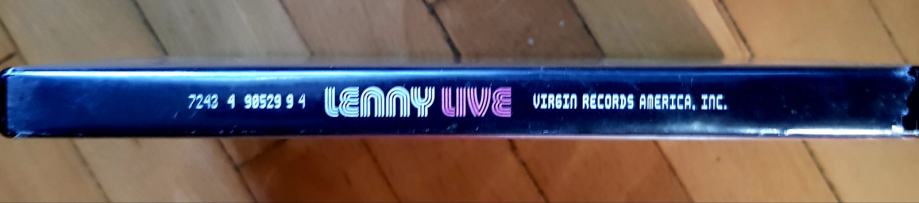 7243 4 90529 9 4 LENNY LIVE VIRGIN RECORDS AMERICA, INC.